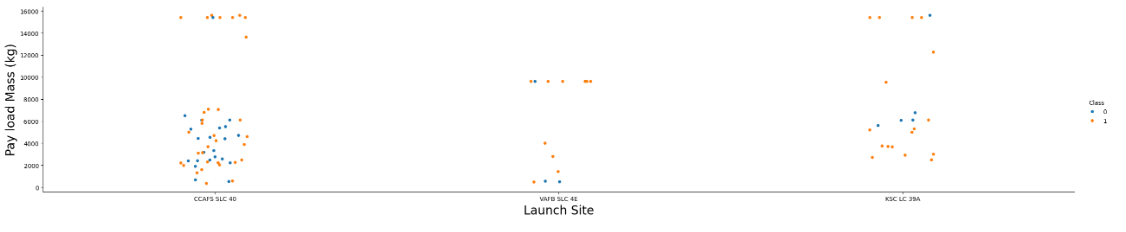 Pay load Mass (kg)
16000
14000
12000
10000
8000
6000
4000
2000
0
CCAFS SLC 40
VAFB SLC 4E
KSC LC 39A
Launch Site
Class
0
1